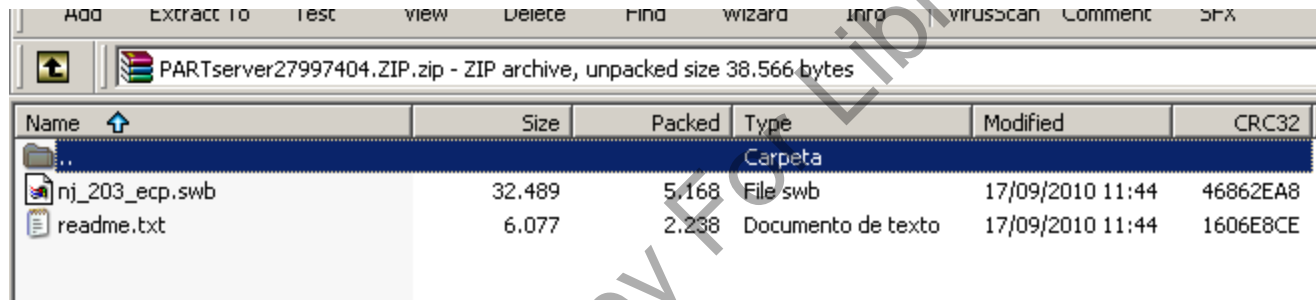 Add Extract To Test View Delete Find Wizard Info VirusScan Comment SFX
PARTserver27997404.ZIP.zip - ZIP archive, unpacked size 38.566 bytes
Name Size Packed Type Modified CRC32
.. Carpeta
nj_203_ecp.swb 32.489 5.168 File swb 17/09/2010 11:44 46862EA8
readme.txt 6.077 2.238 Documento de texto 17/09/2010 11:44 1606E8CE